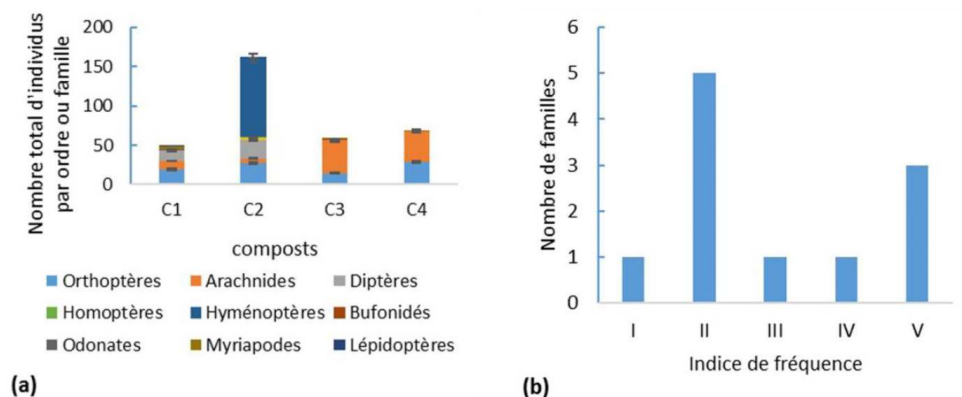 Nombre total d'individus
par ordre ou famille
200
150
100
50
0
C1 C2 C3 C4
composts
Orthoptères Arachnides Diptères
Homoptères Hyménoptères Bufonidés
Odonates Myriapodes Lépidoptères
(a)
Nombre de familles
6
5
4
3
2
1
0
I II III IV V
Indice de fréquence
(b)